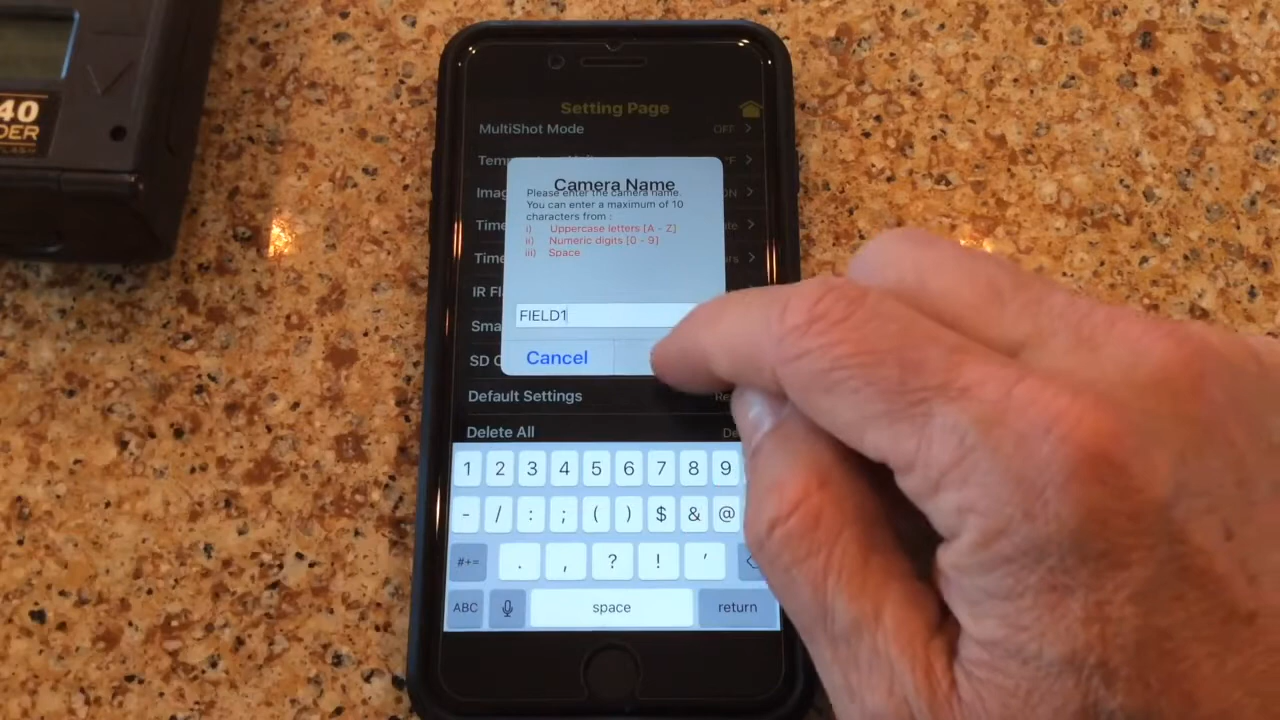 40
DER
Setting Page
MultiShot Mode OFF
°F
Camera Name
Please enter the camera name.
You can enter a maximum of 10
characters from :
i) Uppercase letters [A - Z]
ii) Numeric digits [0 - 9]
iii) Space
FIELD1
Cancel
Default Settings
Delete All
1 2 3 4 5 6 7 8 9
- / : ; ( ) $ & @
#+= . , ? ! ’
ABC space return